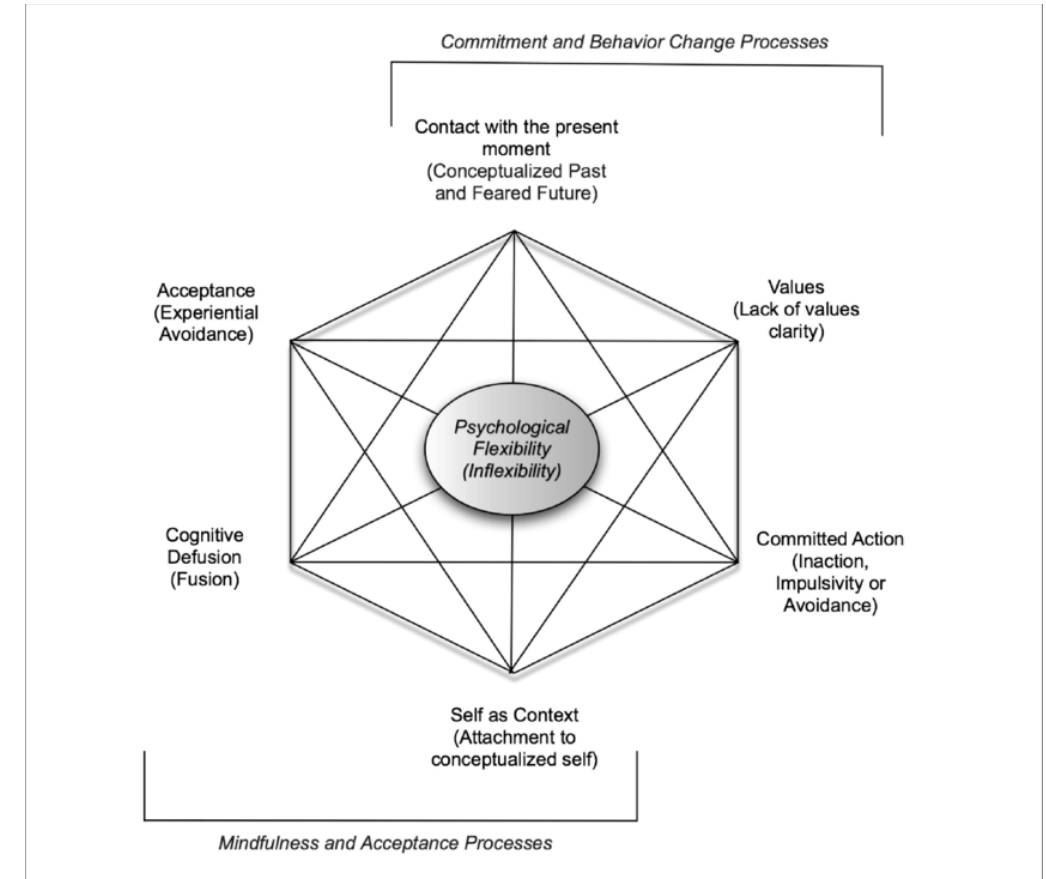 Commitment and Behavior Change Processes
Contact with the present
moment
(Conceptualized Past
and Feared Future)
Acceptance
(Experiential
Avoidance)
Values
(Lack of values
clarity)
Psychological
Flexibility
(Inflexibility)
Cognitive
Defusion
(Fusion)
Committed Action
(Inaction,
Impulsivity or
Avoidance)
Self as Context
(Attachment to
conceptualized self)
Mindfulness and Acceptance Processes